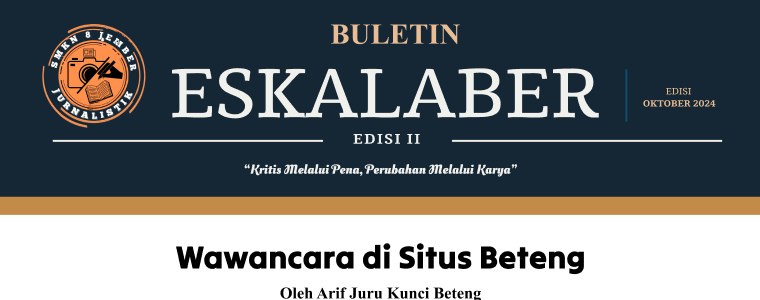 SMKN 8 JEMBER
JURNALISTIK
BULETIN
ESKALABER
EDISI
OKTOBER 2024
EDISI II
“Kritis Melalui Pena, Perubahan Melalui Karya”
Wawancara di Situs Beteng
Oleh Arif Juru Kunci Beteng